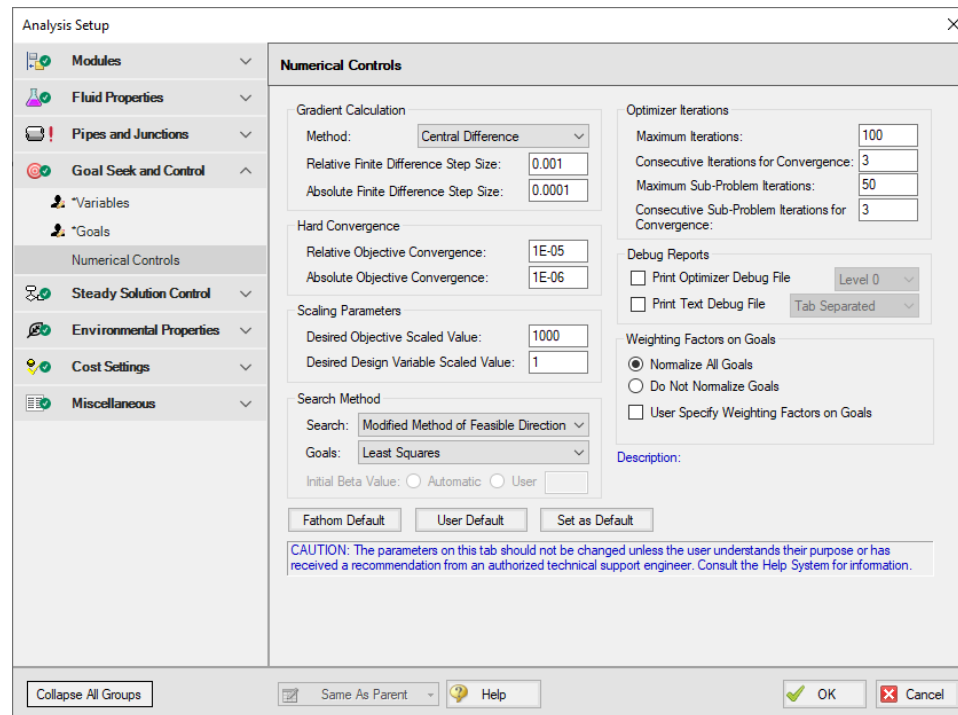 Analysis Setup
Modules
Fluid Properties
Pipes and Junctions
Goal Seek and Control
*Variables
*Goals
Numerical Controls
Steady Solution Control
Environmental Properties
Cost Settings
Miscellaneous
Numerical Controls
Gradient Calculation
Method: Central Difference
Relative Finite Difference Step Size: 0.001
Absolute Finite Difference Step Size: 0.0001
Hard Convergence
Relative Objective Convergence: 1E-05
Absolute Objective Convergence: 1E-06
Scaling Parameters
Desired Objective Scaled Value: 1000
Desired Design Variable Scaled Value: 1
Search Method
Search: Modified Method of Feasible Direction
Goals: Least Squares
Initial Beta Value: Automatic User
Optimizer Iterations
Maximum Iterations: 100
Consecutive Iterations for Convergence: 3
Maximum Sub-Problem Iterations: 50
Consecutive Sub-Problem Iterations for
Convergence: 3
Debug Reports
Print Optimizer Debug File Level 0
Print Text Debug File Tab Separated
Weighting Factors on Goals
Normalize All Goals
Do Not Normalize Goals
User Specify Weighting Factors on Goals
Description:
Fathom Default User Default Set as Default
CAUTION: The parameters on this tab should not be changed unless the user understands their purpose or has
received a recommendation from an authorized technical support engineer. Consult the Help System for information.
Collapse All Groups Same As Parent Help OK Cancel